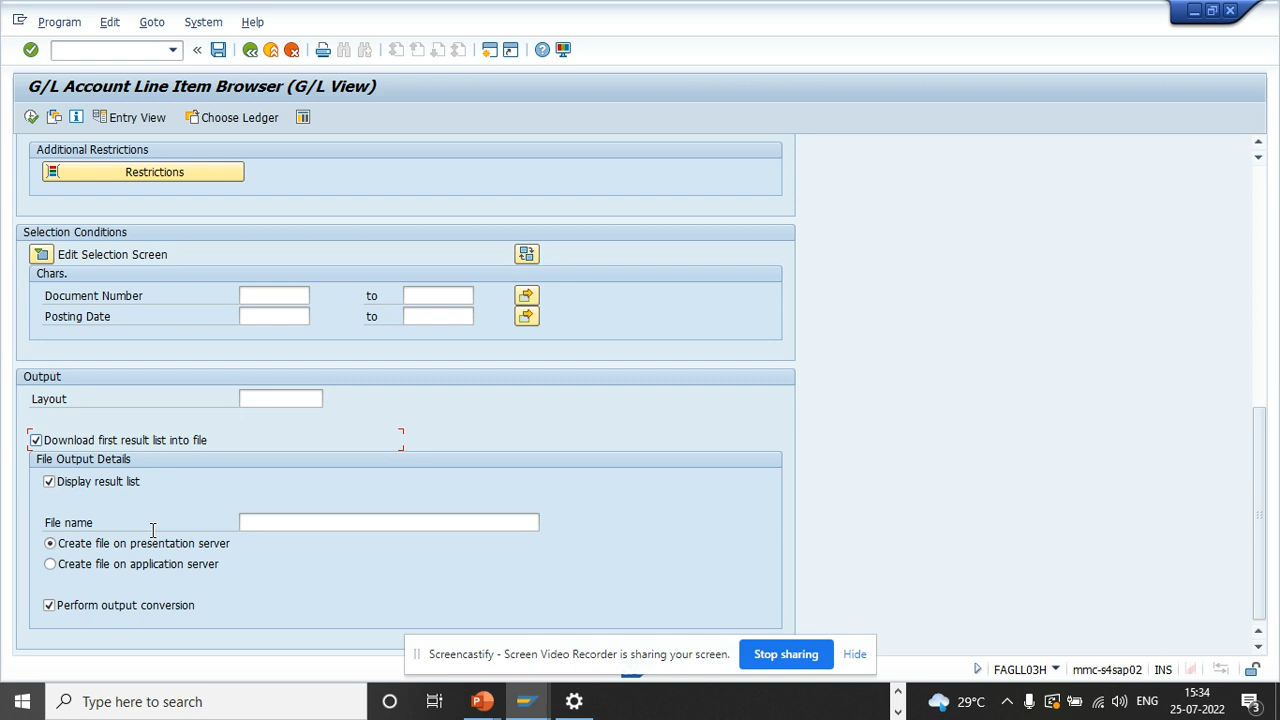 Program Edit Goto System Help
G/L Account Line Item Browser (G/L View)
Entry View Choose Ledger
Additional Restrictions
Restrictions
Selection Conditions
Edit Selection Screen
Chars.
Document Number to
Posting Date to
Output
Layout
Download first result list into file
File Output Details
Display result list
File name
Create file on presentation server
Create file on application server
Perform output conversion
Screencastify - Screen Video Recorder is sharing your screen. Stop sharing Hide
FAGLL03H mmc-s4sap02 INS
Type here to search
29°C ENG 15:34
25-07-2022 3